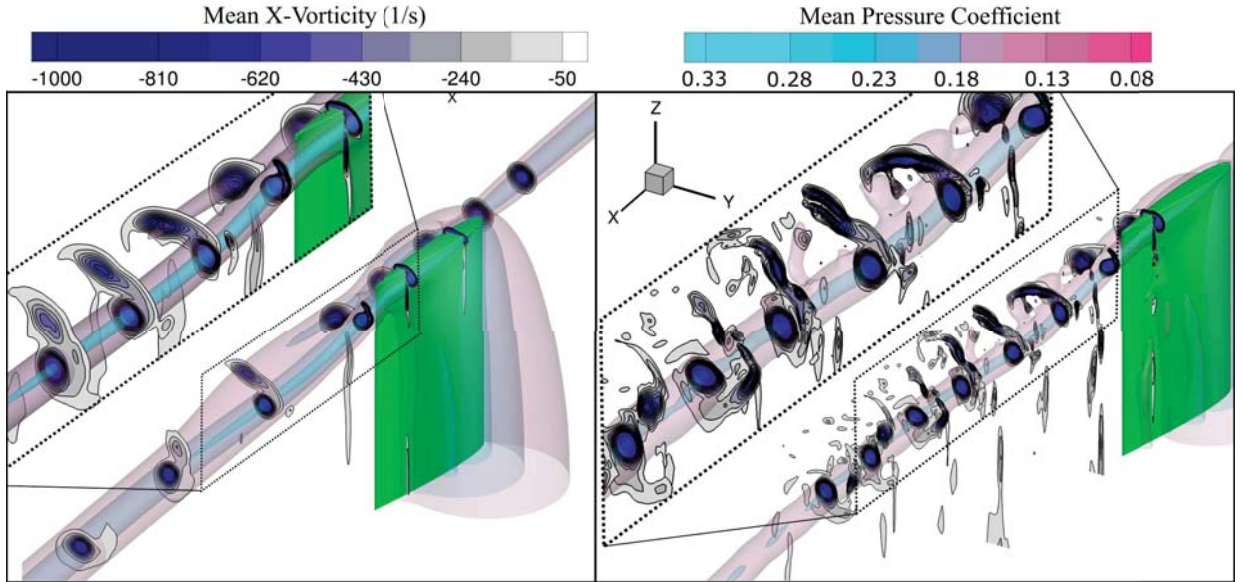 Mean X-Vorticity (1/s)
-1000 -810 -620 -430 -240 -50
Mean Pressure Coefficient
0.33 0.28 0.23 0.18 0.13 0.08
X
Z
X
Y